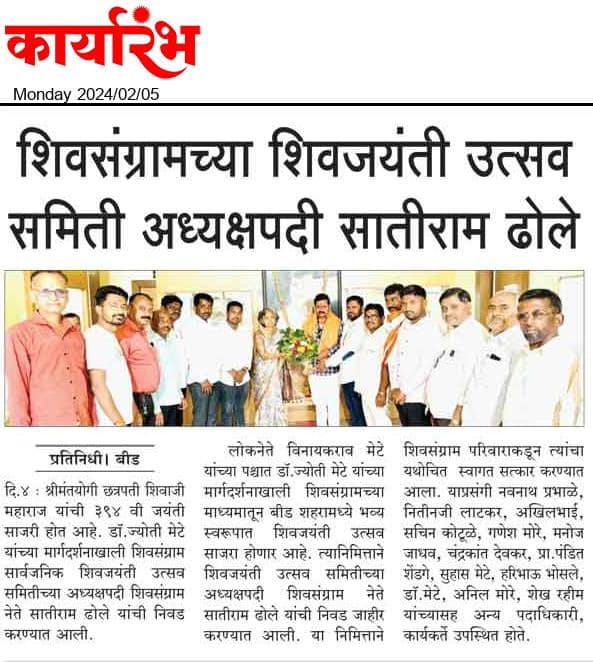 कार्यारंभ
Monday 2024/02/05
शिवसंग्रामच्या शिवजयंती उत्सव
समिती अध्यक्षपदी सातीराम ढोले
प्रतिनिधी। बीड
दि.४ : श्रीमंतयोगी छत्रपती शिवाजी
महाराज यांची ३९४ वी जयंती
साजरी होत आहे. डॉ.ज्योती मेटे
यांच्या मार्गदर्शनाखाली शिवसंग्राम
सार्वजनिक शिवजयंती उत्सव
समितीच्या अध्यक्षपदी शिवसंग्राम
नेते सातीराम ढोले यांची निवड
करण्यात आली.
लोकनेते विनायकराव मेटे
यांच्या पश्चात डॉ.ज्योती मेटे यांच्या
मार्गदर्शनाखाली शिवसंग्रामच्या
माध्यमातून बीड शहरामध्ये भव्य
स्वरूपात शिवजयंती उत्सव
साजरा होणार आहे. त्यानिमित्ताने
शिवजयंती उत्सव समितीच्या
अध्यक्षपदी शिवसंग्राम नेते
सातीराम ढोले यांची निवड जाहीर
करण्यात आली. या निमित्ताने
शिवसंग्राम परिवाराकडून त्यांचा
यथोचित स्वागत सत्कार करण्यात
आला. याप्रसंगी नवनाथ प्रभाळे,
नितीनजी लाटकर, अखिलभाई,
सचिन कोटूळे, गणेश मोरे, मनोज
जाधव, चंद्रकांत देवकर, प्रा.पंडित
शेंडगे, सुहास मेटे, हरिभाऊ भोसले,
डॉ.मेटे, अनिल मोरे, शेख रहीम
यांच्यासह अन्य पदाधिकारी,
कार्यकर्ते उपस्थित होते.